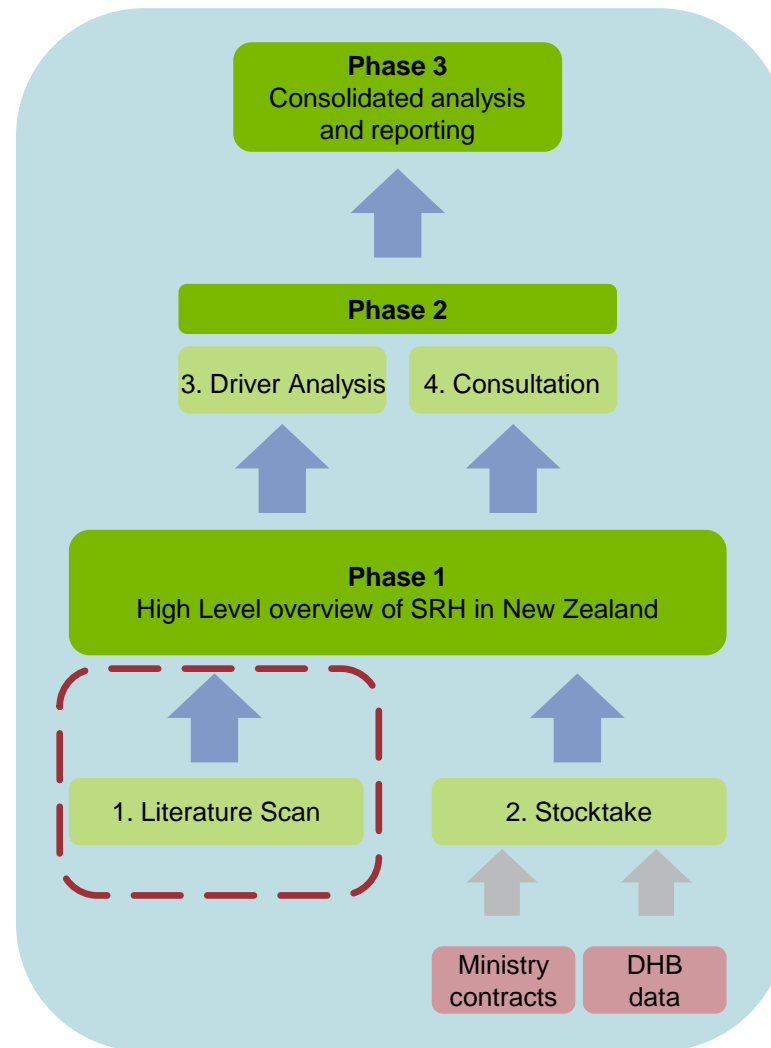 Phase 3
Consolidated analysis
and reporting
Phase 2
3. Driver Analysis
4. Consultation
Phase 1
High Level overview of SRH in New Zealand
1. Literature Scan
2. Stocktake
Ministry
contracts
DHB
data